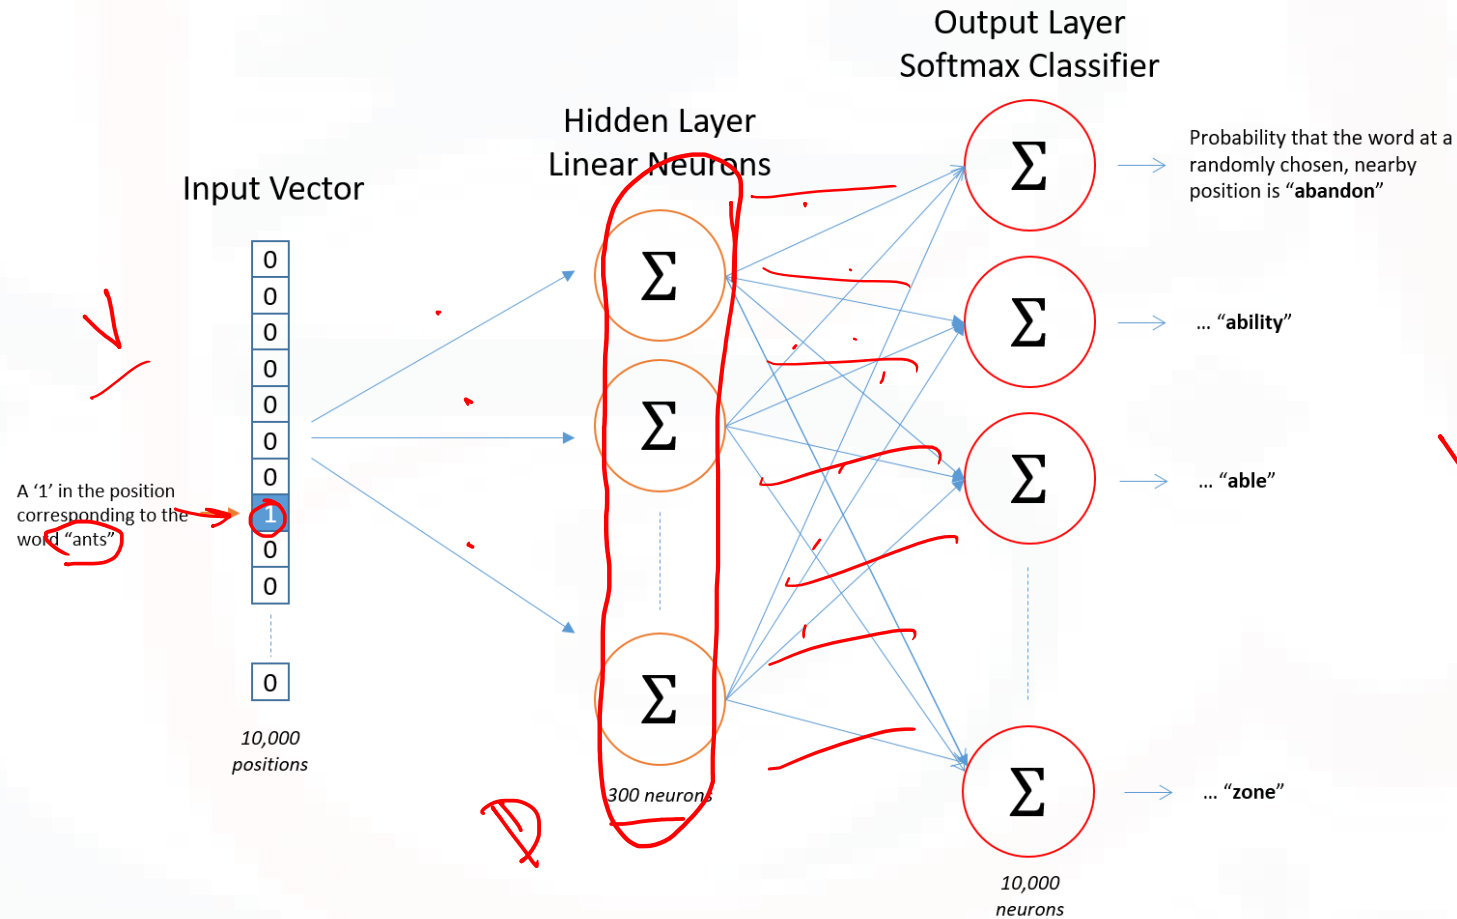 Output Layer
Softmax Classifier
Hidden Layer
Linear Neurons
Input Vector
0
0
0
0
0
0
0
1
0
0
0
10,000
positions
A ‘1’ in the position
corresponding to the
word “ants”
Σ
Σ
Σ
300 neurons
Σ
Σ
Σ
Σ
Probability that the word at a
randomly chosen, nearby
position is “abandon”
... “ability”
... “able”
... “zone”
10,000
neurons
V
D